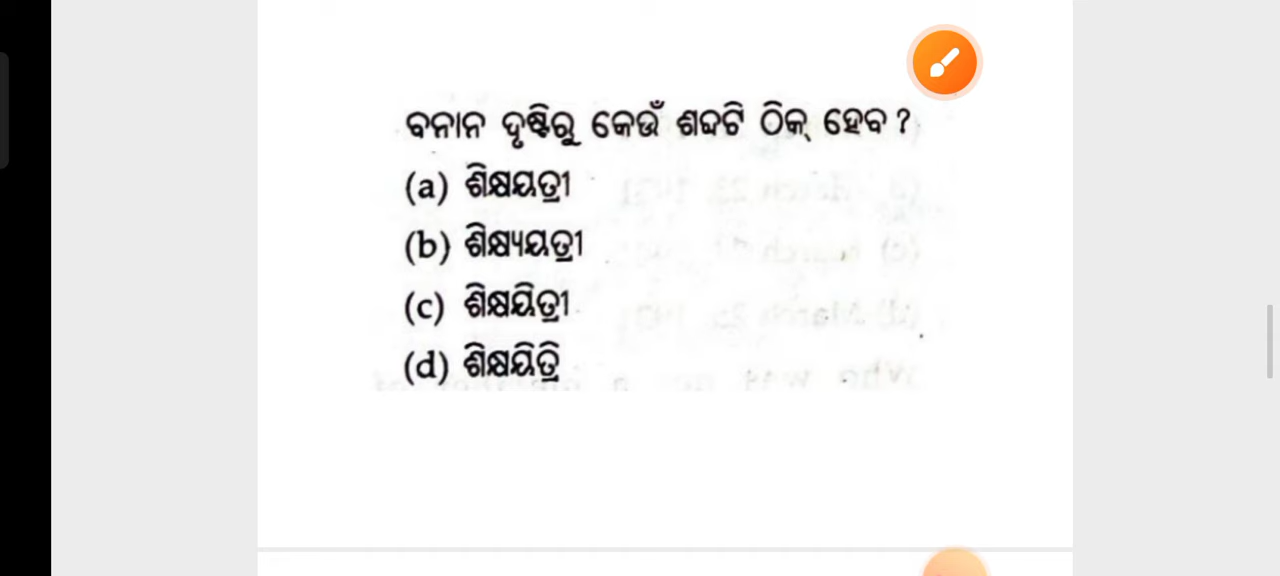 ବନାନ ଦୃଷ୍ଟିରୁ କେଉଁ ଶବ୍ଦଟି ଠିକ୍ ହେବ ?
(a) ଶିକ୍ଷୟତ୍ରୀ
(b) ଶିକ୍ଷ୍ୟୟତ୍ରୀ
(c) ଶିକ୍ଷୟିତ୍ରୀ
(d) ଶିକ୍ଷୟିତ୍ରି